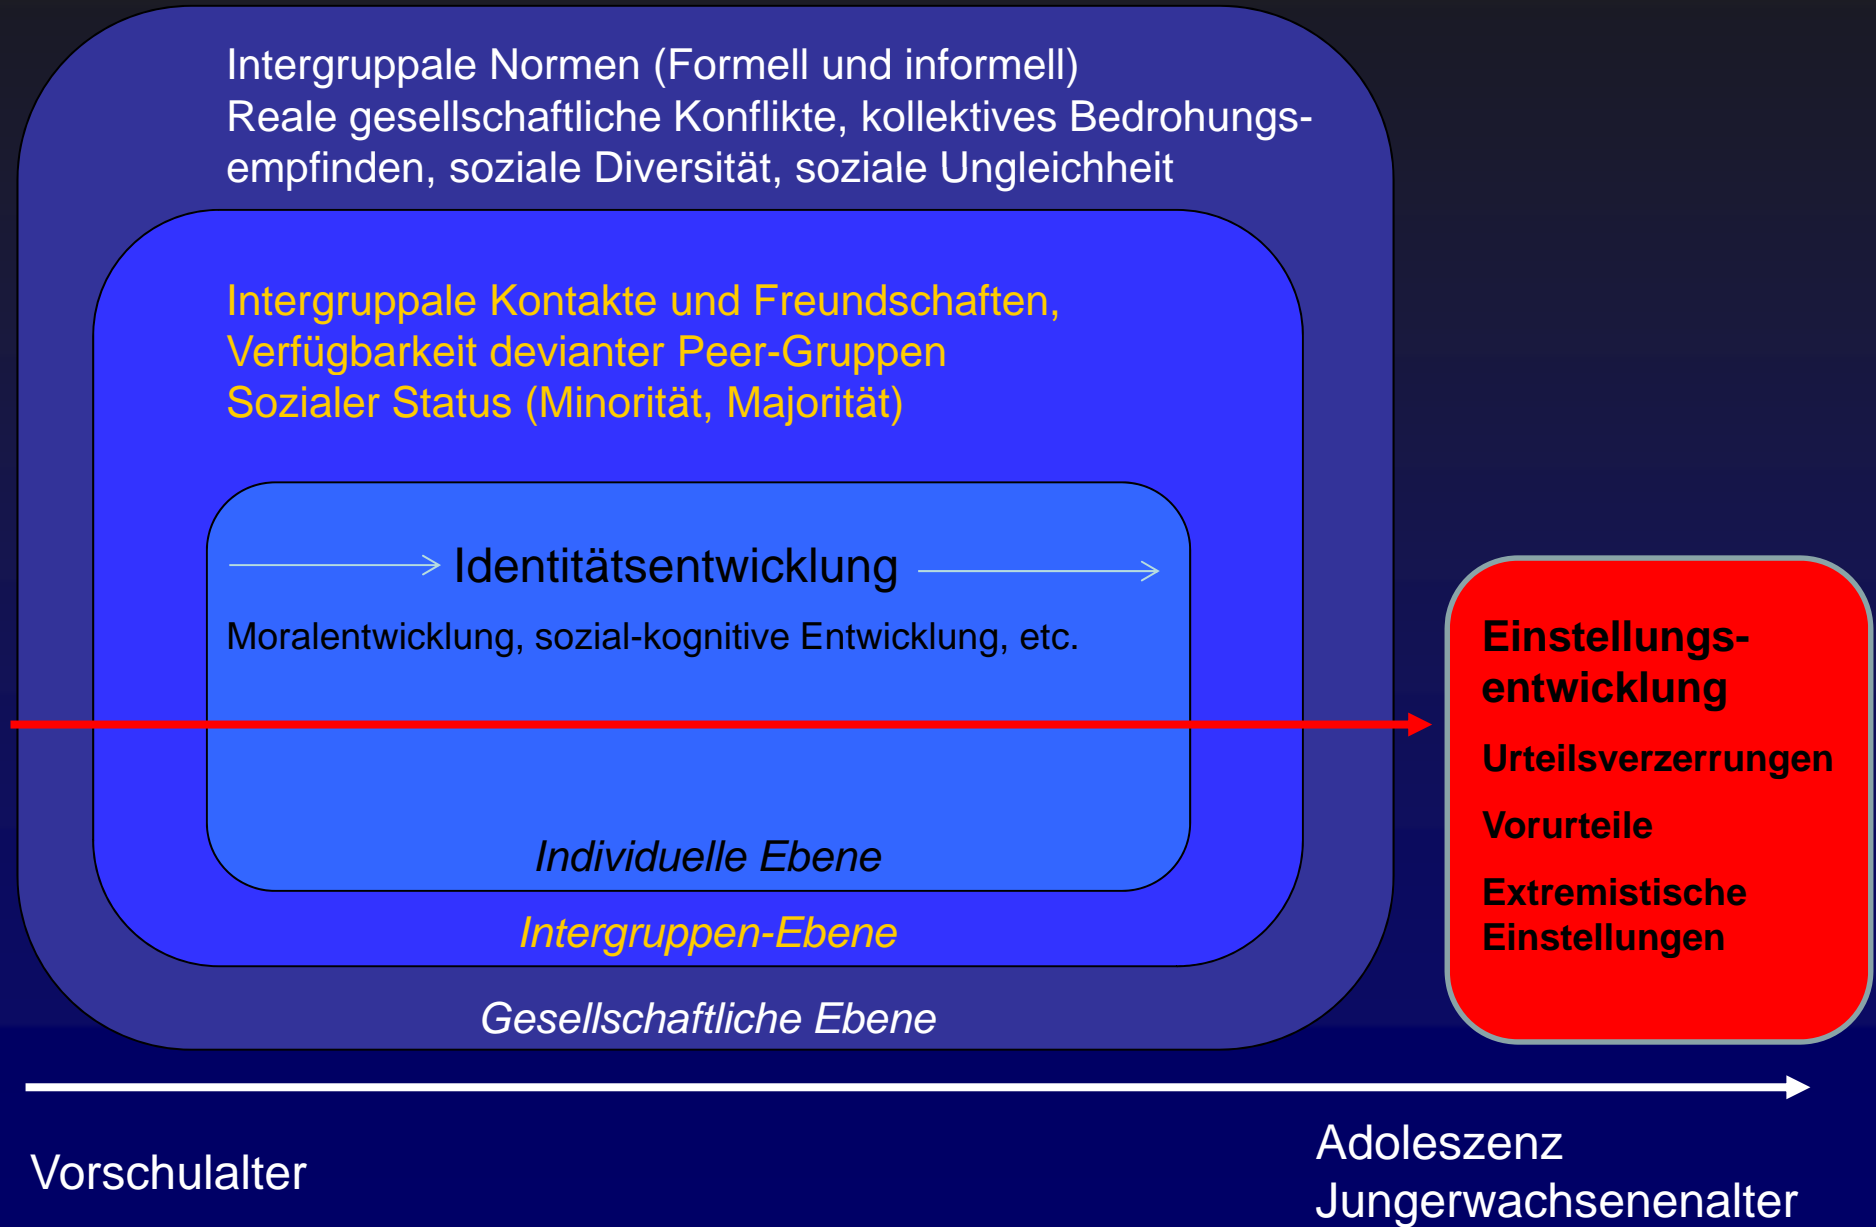 Intergruppale Normen (Formell und informell)
Reale gesellschaftliche Konflikte, kollektives Bedrohungs-
empfinden, soziale Diversität, soziale Ungleichheit
Intergruppale Kontakte und Freundschaften,
Verfügbarkeit devianter Peer-Gruppen
Sozialer Status (Minorität, Majorität)
Identitätsentwicklung
Moralentwicklung, sozial-kognitive Entwicklung, etc.
Individuelle Ebene
Intergruppen-Ebene
Gesellschaftliche Ebene
Einstellungs-
entwicklung
Urteilsverzerrungen
Vorurteile
Extremistische
Einstellungen
Vorschulalter
Adoleszenz
Jungerwachsenenalter